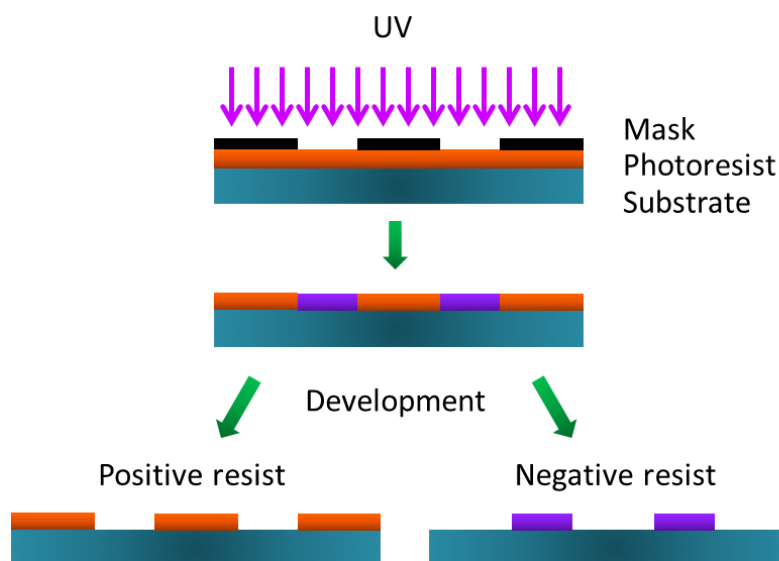 UV
Mask
Photoresist
Substrate
Development
Positive resist
Negative resist